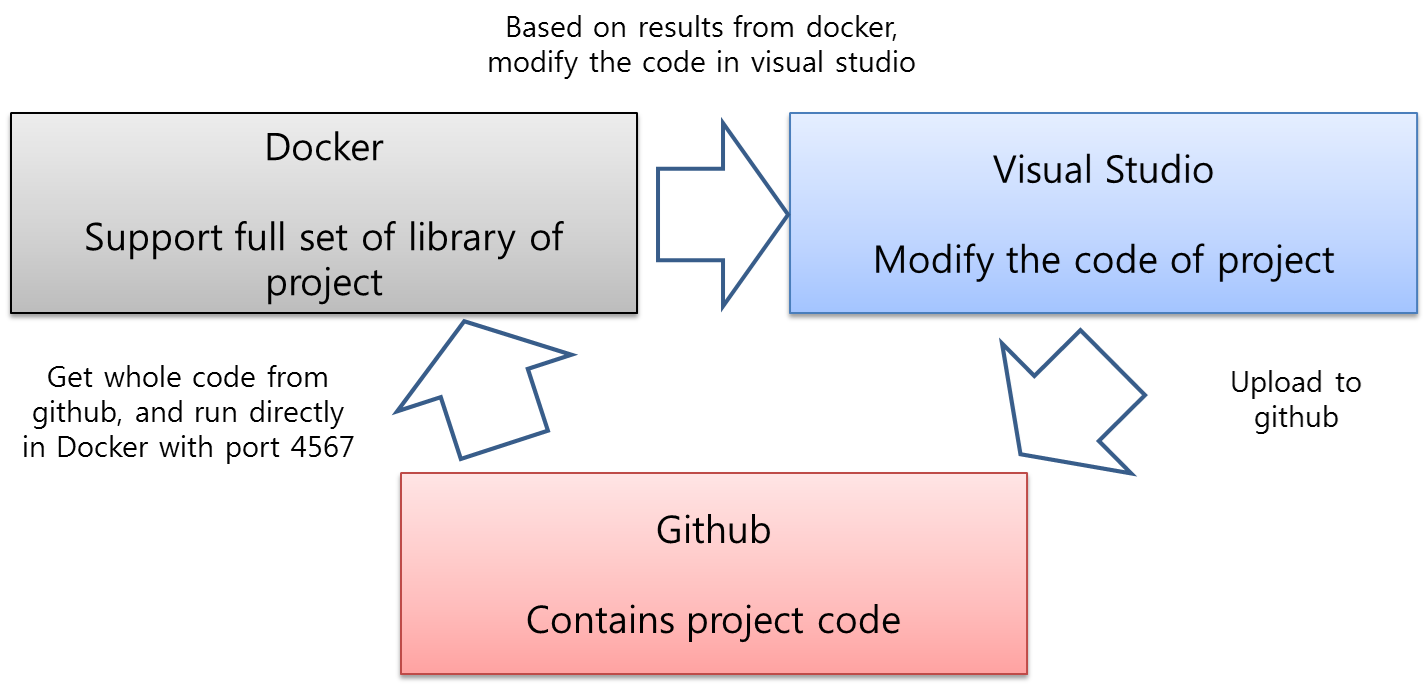 Based on results from docker,
modify the code in visual studio
Docker
Support full set of library of
project
Visual Studio
Modify the code of project
Get whole code from
github, and run directly
in Docker with port 4567
Upload to
github
Github
Contains project code